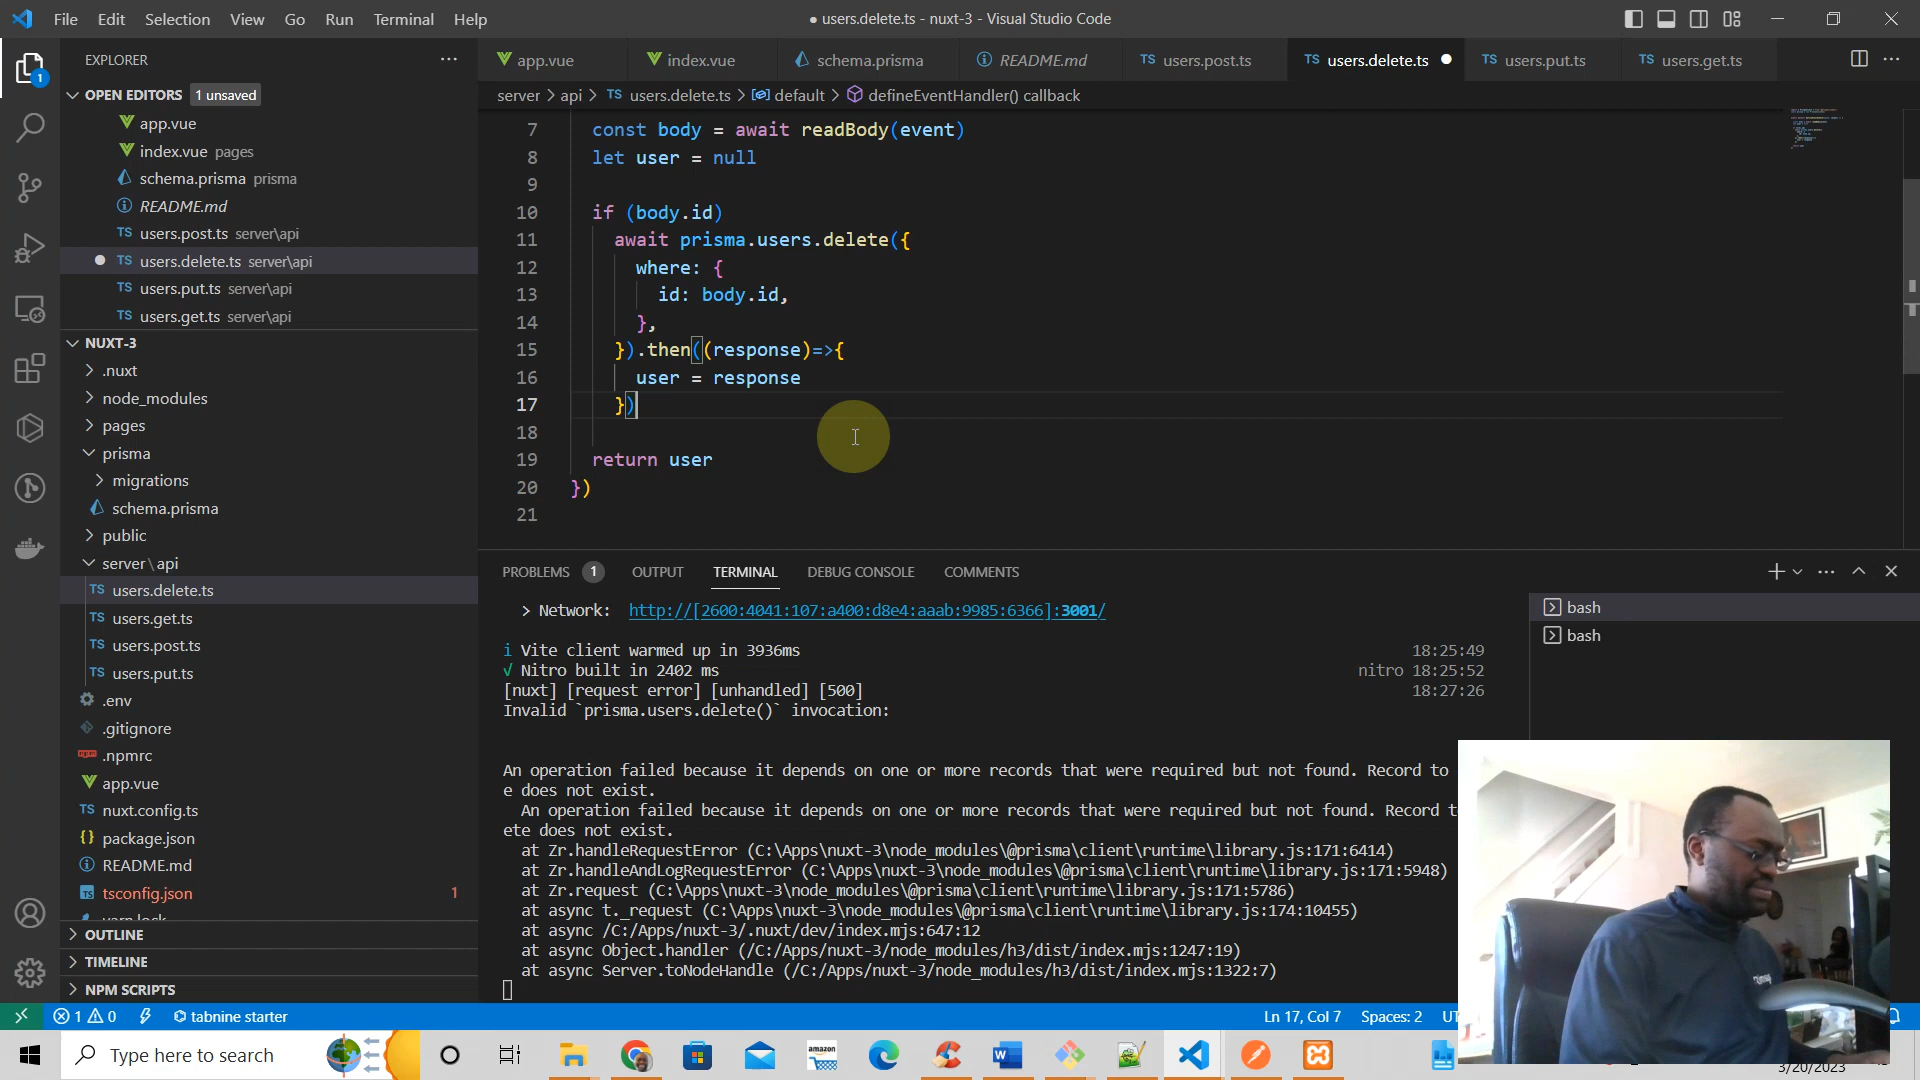 File Edit Selection View Go Run Terminal Help
● users.delete.ts - nuxt-3 - Visual Studio Code
EXPLORER
OPEN EDITORS 1 unsaved
app.vue
index.vue pages
schema.prisma prisma
README.md
users.post.ts server\api
users.delete.ts server\api
users.put.ts server\api
users.get.ts server\api
NUXT-3
.nuxt
node_modules
pages
prisma
migrations
schema.prisma
public
server\api
users.delete.ts
users.get.ts
users.post.ts
users.put.ts
.env
.gitignore
.npmrc
app.vue
nuxt.config.ts
package.json
README.md
tsconfig.json 1
yarn.lock
OUTLINE
TIMELINE
NPM SCRIPTS
app.vue index.vue schema.prisma README.md users.post.ts users.delete.ts users.put.ts users.get.ts
server > api > TS users.delete.ts > default > defineEventHandler() callback
7 const body = await readBody(event)
8 let user = null
9
10 if (body.id)
11 await prisma.users.delete({
12 where: {
13 id: body.id,
14 },
15 }).then((response)=>{
16 user = response
17 })
18
19 return user
20 })
21
PROBLEMS 1 OUTPUT TERMINAL DEBUG CONSOLE COMMENTS
> Network: http://[2600:4041:107:a400:d8e4:aaab:9985:6366]:3001/
i Vite client warmed up in 3936ms 18:25:49
√ Nitro built in 2402 ms nitro 18:25:52
[nuxt] [request error] [unhandled] [500] 18:27:26
Invalid `prisma.users.delete()` invocation:
An operation failed because it depends on one or more records that were required but not found. Record to
e does not exist.
An operation failed because it depends on one or more records that were required but not found. Record t
ete does not exist.
at Zr.handleRequestError (C:\Apps\nuxt-3\node_modules\@prisma\client\runtime\library.js:171:6414)
at Zr.handleAndLogRequestError (C:\Apps\nuxt-3\node_modules\@prisma\client\runtime\library.js:171:5948)
at Zr.request (C:\Apps\nuxt-3\node_modules\@prisma\client\runtime\library.js:171:5786)
at async t._request (C:\Apps\nuxt-3\node_modules\@prisma\client\runtime\library.js:174:10455)
at async /C:/Apps/nuxt-3/.nuxt/dev/index.mjs:647:12
at async Object.handler (/C:/Apps/nuxt-3/node_modules/h3/dist/index.mjs:1247:19)
at async Server.toNodeHandle (/C:/Apps/nuxt-3/node_modules/h3/dist/index.mjs:1322:7)
bash
bash
1 0 tabnine starter
Ln 17, Col 7 Spaces: 2 UT
Type here to search
amazon
3/20/2023